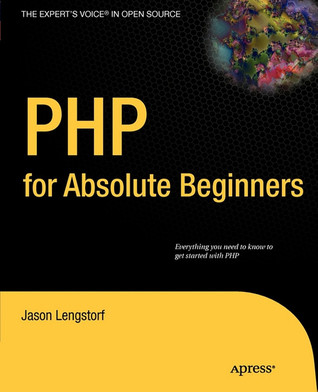 THE EXPERT'S VOICE® IN OPEN SOURCE
PHP
for Absolute Beginners
Everything you need to know to
get started with PHP
Jason Lengstorf
Apress®